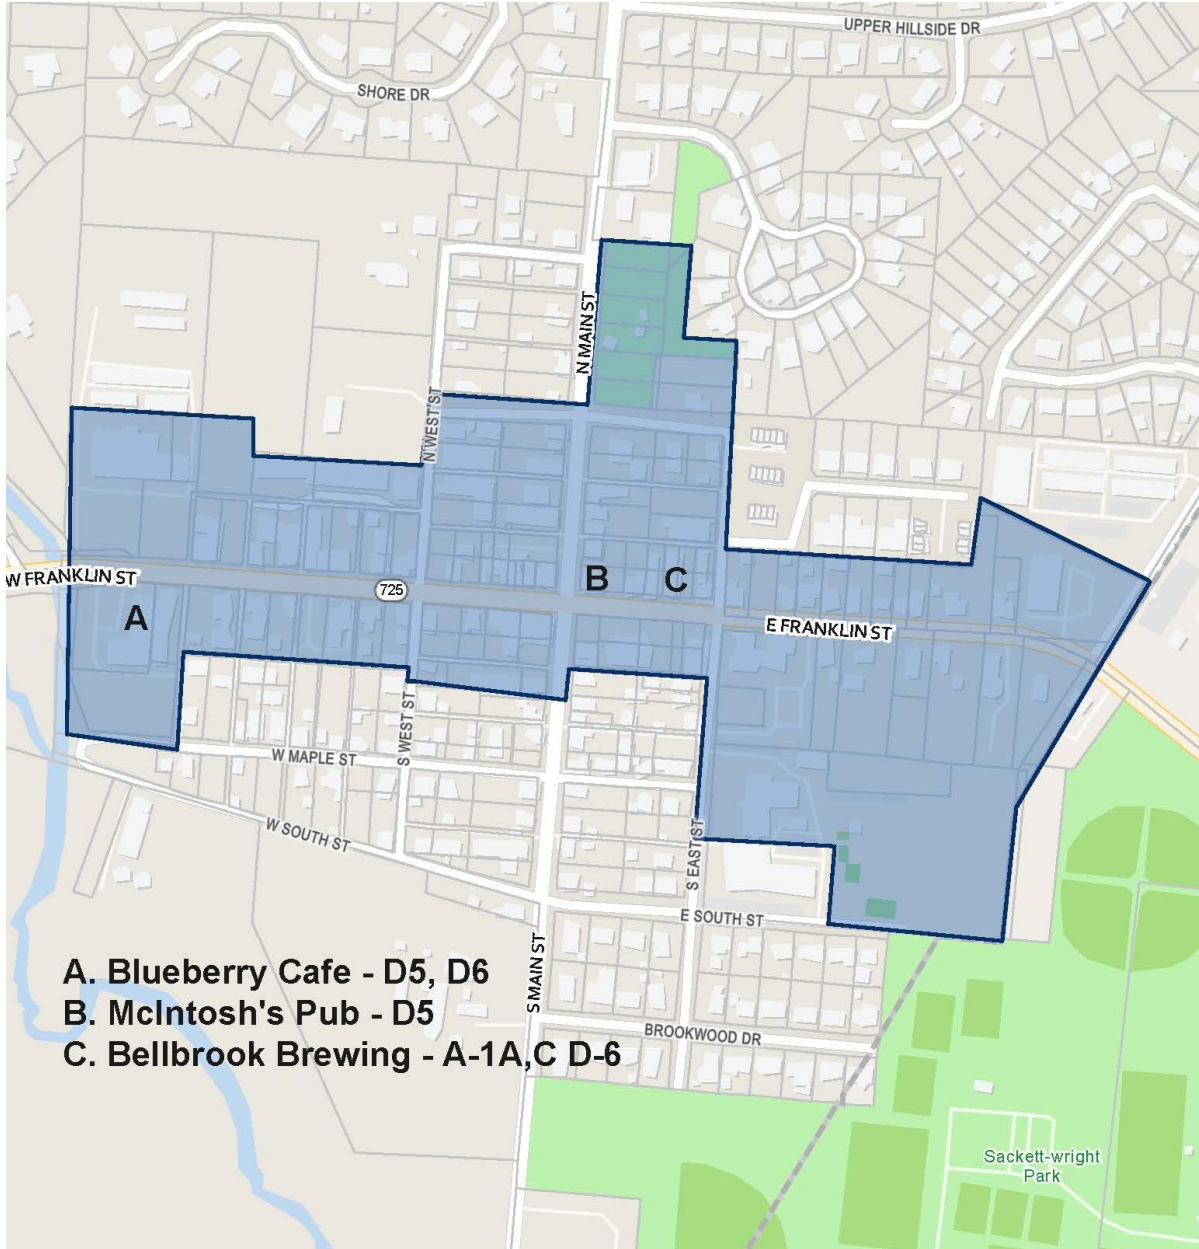 UPPER HILLSIDE DR
SHORE DR
N MAIN ST
N WEST ST
W FRANKLIN ST
725
A
B
C
E FRANKLIN ST
S WEST ST
W MAPLE ST
W SOUTH ST
S EAST ST
E SOUTH ST
S MAIN ST
A. Blueberry Cafe - D5, D6
B. McIntosh's Pub - D5
C. Bellbrook Brewing - A-1A,C D-6
BROOKWOOD DR
Sackett-wright
Park